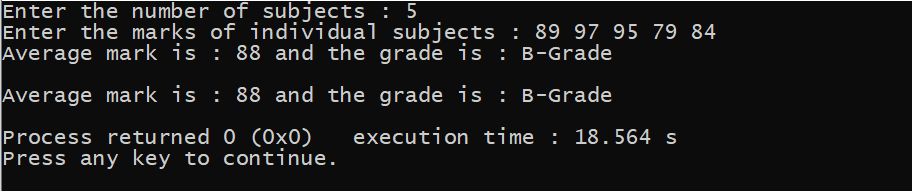 Enter the number of subjects : 5
Enter the marks of individual subjects : 89 97 95 79 84
Average mark is : 88 and the grade is : B-Grade
Average mark is : 88 and the grade is : B-Grade
Process returned 0 (0x0)   execution time : 18.564 s
Press any key to continue.